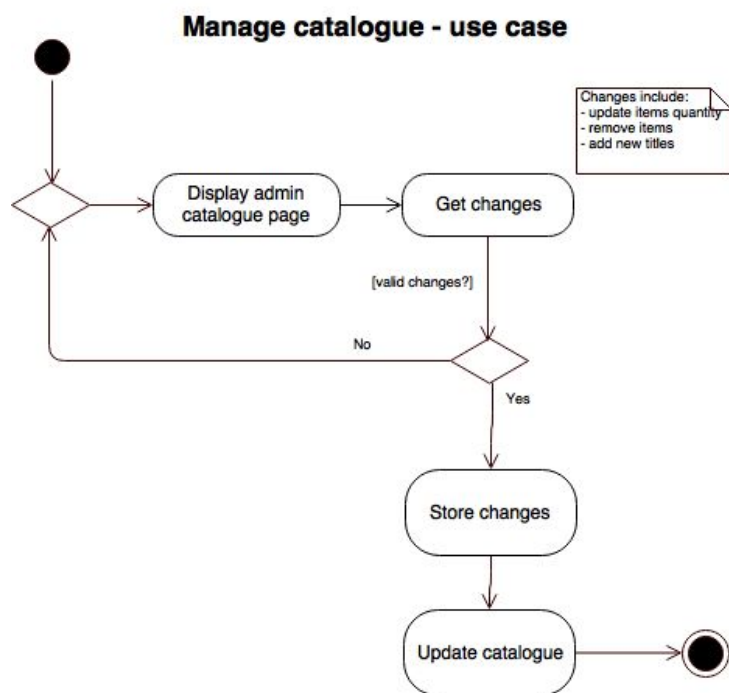 Manage catalogue - use case
Changes include:
- update items quantity
- remove items
- add new titles
Display admin
catalogue page
Get changes
[valid changes?]
No
Yes
Store changes
Update catalogue